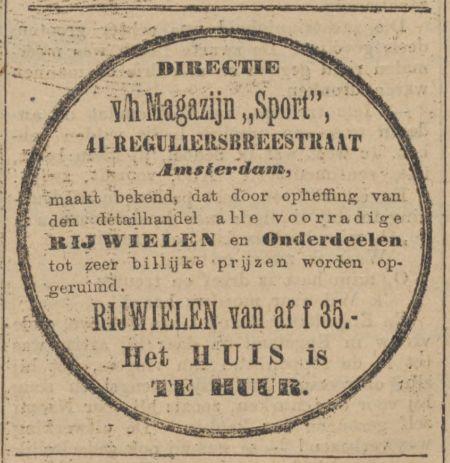 DIRECTIE
v/h Magazijn „Sport”,
41 REGULIERSBREESTRAAT
Amsterdam,
maakt bekend, dat door opheffing van
den détailhandel alle voorradige
RIJWIELEN en Onderdeelen
tot zeer billijke prijzen worden op-
geruimd.
RIJWIELEN van af f 35.-
Het HUIS is
TE HUUR.